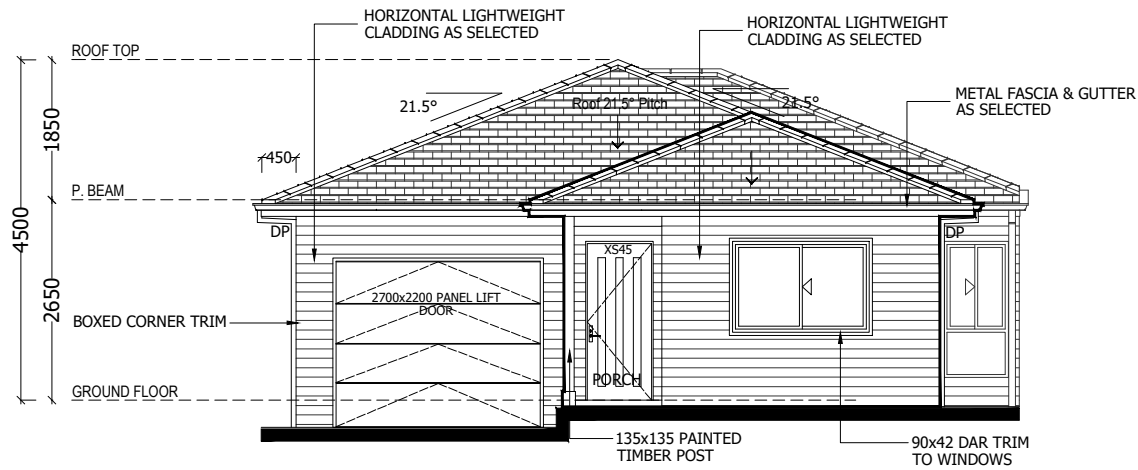 HORIZONTAL LIGHTWEIGHT
CLADDING AS SELECTED
HORIZONTAL LIGHTWEIGHT
CLADDING AS SELECTED
ROOF TOP
METAL FASCIA & GUTTER
AS SELECTED
21.5°
Roof 21.5° Pitch
21.5°
1850
450
P. BEAM
4500
DP
DP
XS45
2650
2700x2200 PANEL LIFT
DOOR
BOXED CORNER TRIM
PORCH
GROUND FLOOR
135x135 PAINTED
TIMBER POST
90x42 DAR TRIM
TO WINDOWS